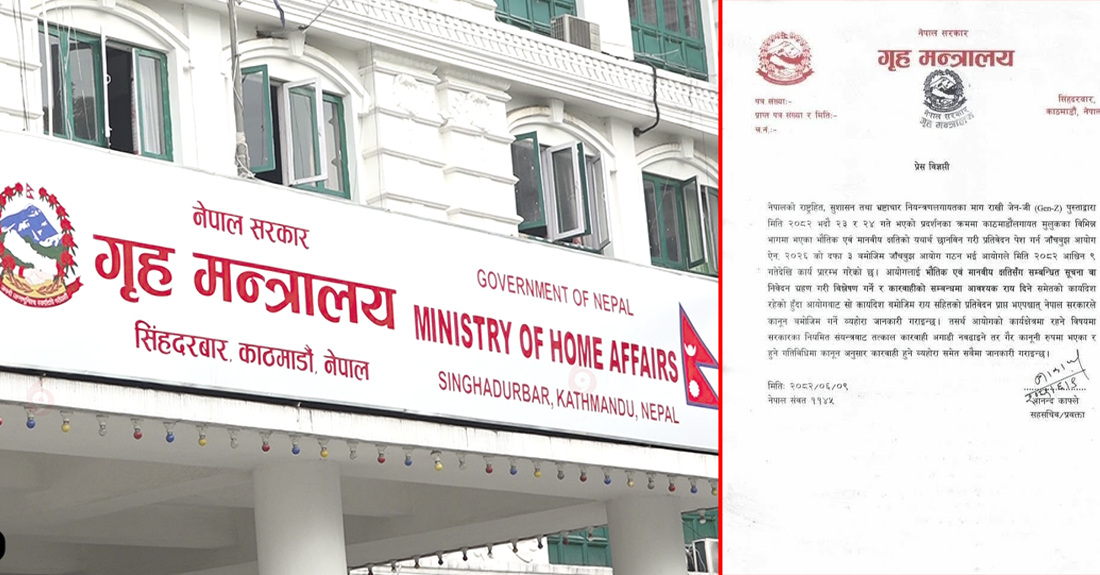 नेपाल सरकार
गृह मन्त्रालय
सिंहदरबार, काठमाडौं, नेपाल
GOVERNMENT OF NEPAL
MINISTRY OF HOME AFFAIRS
SINGHADURBAR, KATHMANDU, NEPAL
नेपाल सरकार
गृह मन्त्रालय
नेपाल सरकार
गृह मन्त्रालय
पत्र संख्याः-
प्राप्त पत्र संख्या र मितिः-
च.नं.:-
सिंहदरबार,
काठमाडौं, नेपाल
प्रेस विज्ञप्ती
नेपालको राष्ट्रहित, सुशासन तथा भ्रष्टाचार नियन्त्रणलगायतका माग राखी जेन-जी (Gen-Z) पुस्ताद्वारा
मिति २०८२ भदौ २३ र २४ गते भएको प्रदर्शनका क्रममा काठमाडौंलगायत मुलुकका विभिन्न
भागमा भएका भौतिक एवं मानवीय क्षतिको यथार्थ छानबिन गरी प्रतिवेदन पेश गर्न जाँचबुझ आयोग
ऐन, २०२६ को दफा ३ बमोजिम जाँचबुझ आयोग गठन भई आयोगले मिति २०८२ आश्विन ९
गतेदेखि कार्य प्रारम्भ गरेको छ। आयोगलाई भौतिक एवं मानवीय क्षतिसँग सम्बन्धित सूचना वा
निवेदन ग्रहण गरी विश्लेषण गर्ने र कारवाहीको सम्बन्धमा आवश्यक राय दिने समेतको कार्यादेश
रहेको हुँदा आयोगबाट सो कार्यादेश बमोजिम राय सहितको प्रतिवेदन प्राप्त भएपश्चात् नेपाल सरकारले
कानून बमोजिम गर्ने व्यहोरा जानकारी गराइन्छ। तसर्थ आयोगको कार्यक्षेत्रमा रहने विषयमा
सरकारका नियमित संयन्त्रबाट तत्काल कारवाही अगाडी नबढाइने तर गैर कानूनी रुपमा भएका र
हुने गतिविधिमा कानून अनुसार कारवाही हुने व्यहोरा समेत सर्वैमा जानकारी गराइन्छ।
मितिः २०८२/०६/०९
नेपाल संवत ११४५
आनन्द काफ्ले
सहसचिव/प्रवक्ता